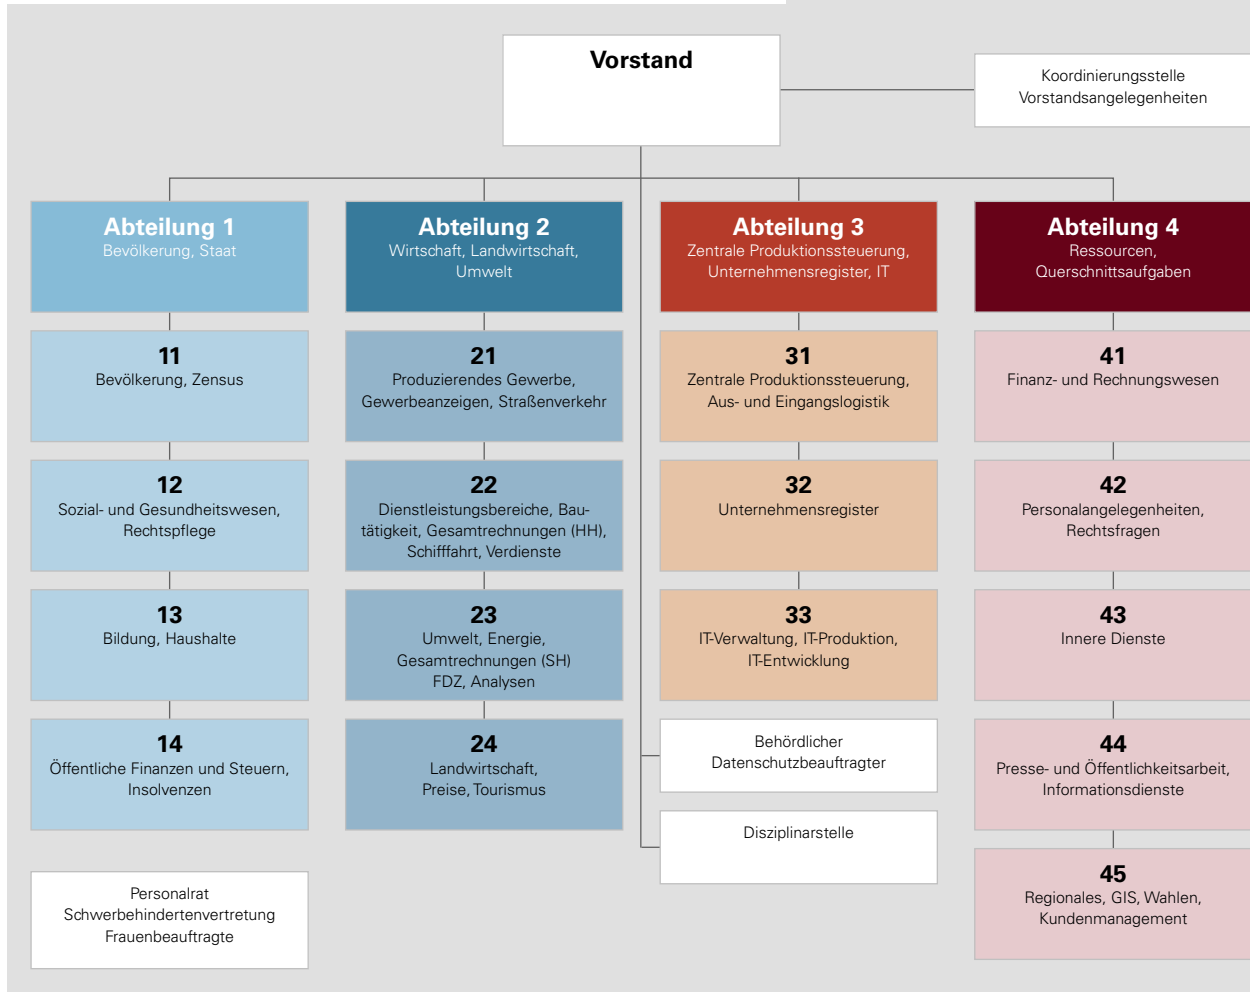 Vorstand
Koordinierungsstelle
Vorstandsangelegenheiten
Abteilung 1
Bevölkerung, Staat
Abteilung 2
Wirtschaft, Landwirtschaft,
Umwelt
Abteilung 3
Zentrale Produktionssteuerung,
Unternehmensregister, IT
Abteilung 4
Ressourcen,
Querschnittsaufgaben
11
Bevölkerung, Zensus
21
Produzierendes Gewerbe,
Gewerbeanzeigen, Straßenverkehr
31
Zentrale Produktionssteuerung,
Aus- und Eingangslogistik
41
Finanz- und Rechnungswesen
12
Sozial- und Gesundheitswesen,
Rechtspflege
22
Dienstleistungsbereiche, Bau-
tätigkeit, Gesamtrechnungen (HH),
Schifffahrt, Verdienste
32
Unternehmensregister
42
Personalangelegenheiten,
Rechtsfragen
13
Bildung, Haushalte
23
Umwelt, Energie,
Gesamtrechnungen (SH)
FDZ, Analysen
33
IT-Verwaltung, IT-Produktion,
IT-Entwicklung
43
Innere Dienste
14
Öffentliche Finanzen und Steuern,
Insolvenzen
24
Landwirtschaft,
Preise, Tourismus
Behördlicher
Datenschutzbeauftragter
44
Presse- und Öffentlichkeitsarbeit,
Informationsdienste
Disziplinarstelle
45
Regionales, GIS, Wahlen,
Kundenmanagement
Personalrat
Schwerbehindertenvertretung
Frauenbeauftragte